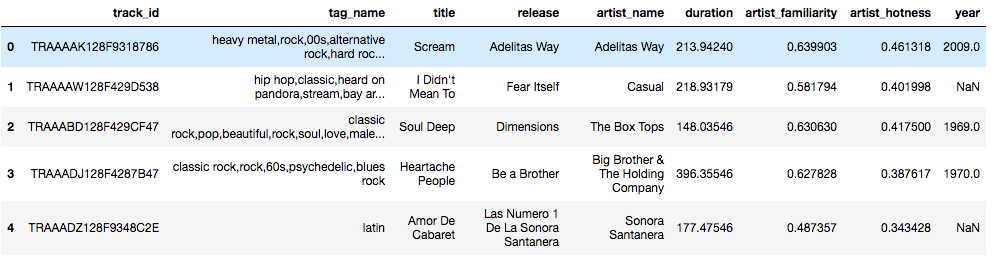 track_id tag_name title release artist_name duration artist_familiarity artist_hotness year
0 TRAAAAK128F9318786 heavy metal,rock,00s,alternative rock,hard roc... Scream Adelitas Way Adelitas Way 213.94240 0.639903 0.461318 2009.0
1 TRAAAAW128F429D538 hip hop,classic,heard on pandora,stream,bay ar... I Didn't Mean To Fear Itself Casual 218.93179 0.581794 0.401998 NaN
2 TRAAABD128F429CF47 classic rock,pop,beautiful,rock,soul,love,male... Soul Deep Dimensions The Box Tops 148.03546 0.630630 0.417500 1969.0
3 TRAAADJ128F4287B47 classic rock,rock,60s,psychedelic,blues rock Heartache People Be a Brother Big Brother & The Holding Company 396.35546 0.627828 0.387617 1970.0
4 TRAAADZ128F9348C2E latin Amor De Cabaret Las Numero 1 De La Sonora Santanera Sonora Santanera 177.47546 0.487357 0.343428 NaN